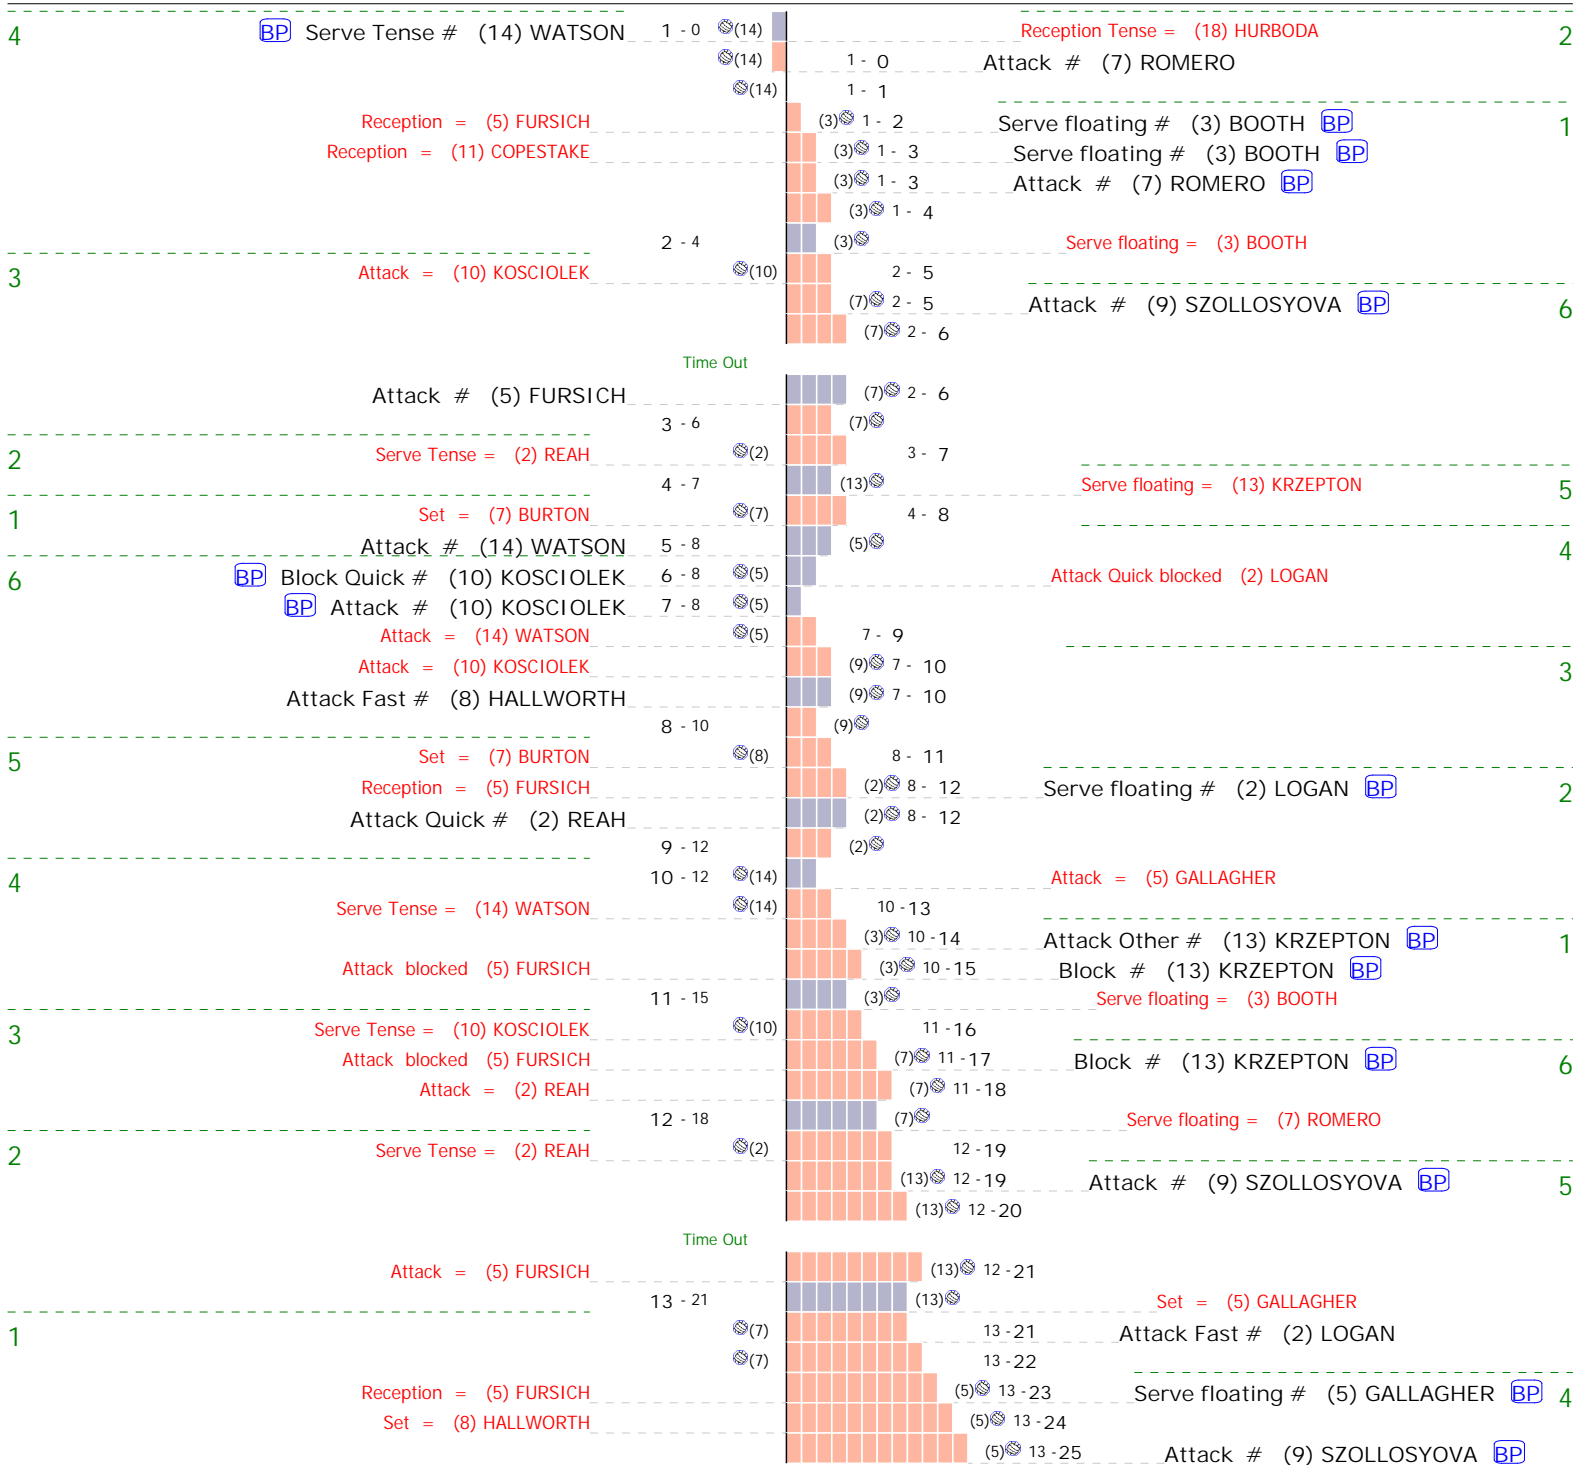 4 BP Serve Tense # (14) WATSON 1 - 0 (14) Reception Tense = (18) HURBODA 2
(14) 1 - 0 Attack # (7) ROMERO
(14) 1 - 1
Reception = (5) FURSICH (3) 1 - 2 Serve floating # (3) BOOTH BP 1
Reception = (11) COPESTAKE (3) 1 - 3 Serve floating # (3) BOOTH BP
(3) 1 - 3 Attack # (7) ROMERO BP
(3) 1 - 4
2 - 4 (3) Serve floating = (3) BOOTH
3 Attack = (10) KOSCIOLEK (10) 2 - 5
(7) 2 - 5 Attack # (9) SZOLLOSYOVA BP 6
(7) 2 - 6
Time Out
Attack # (5) FURSICH (7) 2 - 6
3 - 6 (7)
2 Serve Tense = (2) REAH (2) 3 - 7
4 - 7 (13) Serve floating = (13) KRZEPTON 5
1 Set = (7) BURTON (7) 4 - 8
Attack # (14) WATSON 5 - 8 (5) 4
6 BP Block Quick # (10) KOSCIOLEK 6 - 8 (5) Attack Quick blocked (2) LOGAN
BP Attack # (10) KOSCIOLEK 7 - 8 (5)
Attack = (14) WATSON (5) 7 - 9
Attack = (10) KOSCIOLEK (9) 7 - 10 3
Attack Fast # (8) HALLWORTH (9) 7 - 10
8 - 10 (9)
5 Set = (7) BURTON (8) 8 - 11
Reception = (5) FURSICH (2) 8 - 12 Serve floating # (2) LOGAN BP 2
Attack Quick # (2) REAH (2) 8 - 12
9 - 12 (2)
4 10 - 12 (14) Attack = (5) GALLAGHER
Serve Tense = (14) WATSON (14) 10 - 13
(3) 10 - 14 Attack Other # (13) KRZEPTON BP 1
Attack blocked (5) FURSICH (3) 10 - 15 Block # (13) KRZEPTON BP
11 - 15 (3) Serve floating = (3) BOOTH
3 Serve Tense = (10) KOSCIOLEK (10) 11 - 16
Attack blocked (5) FURSICH (7) 11 - 17 Block # (13) KRZEPTON BP 6
Attack = (2) REAH (7) 11 - 18
12 - 18 (7) Serve floating = (7) ROMERO
2 Serve Tense = (2) REAH (2) 12 - 19
(13) 12 - 19 Attack # (9) SZOLLOSYOVA BP 5
(13) 12 - 20
Time Out
Attack = (5) FURSICH (13) 12 - 21
13 - 21 (13) Set = (5) GALLAGHER
1 (7) 13 - 21 Attack Fast # (2) LOGAN
(7) 13 - 22
Reception = (5) FURSICH (5) 13 - 23 Serve floating # (5) GALLAGHER BP 4
Set = (8) HALLWORTH (5) 13 - 24
(5) 13 - 25 Attack # (9) SZOLLOSYOVA BP